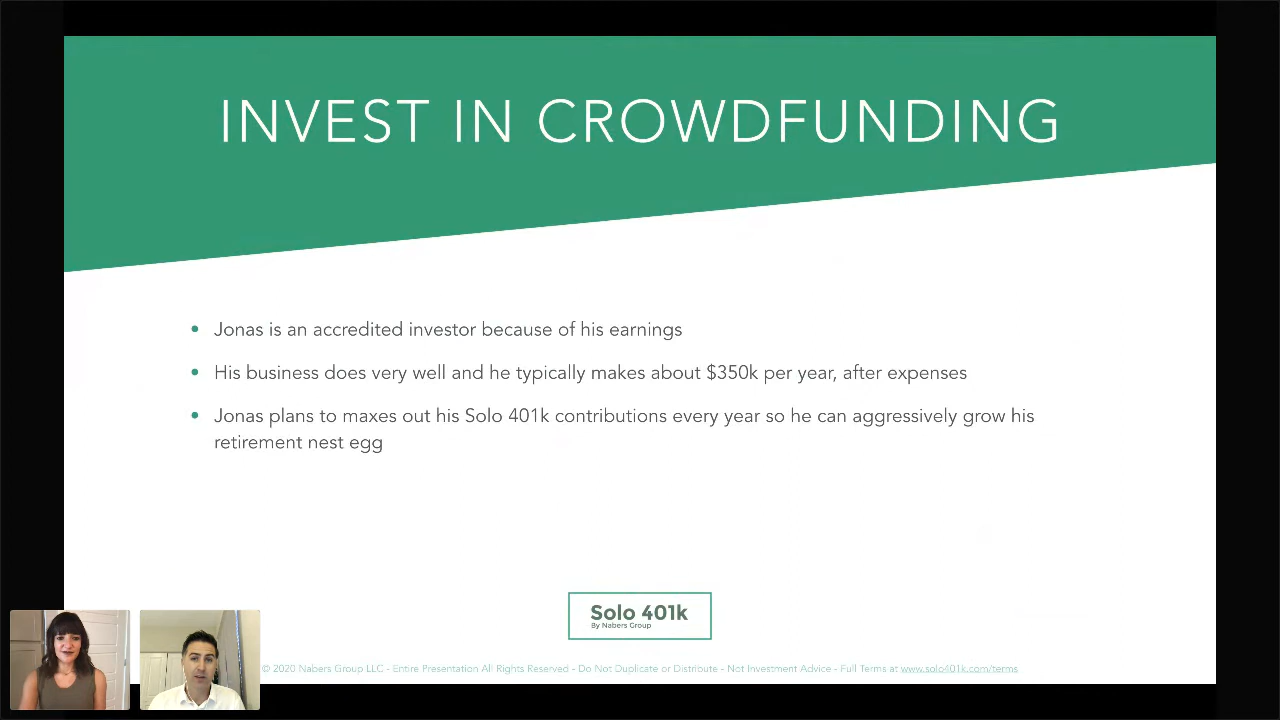 INVEST IN CROWDFUNDING
• Jonas is an accredited investor because of his earnings
• His business does very well and he typically makes about $350k per year, after expenses
• Jonas plans to maxes out his Solo 401k contributions every year so he can aggressively grow his
retirement nest egg
Solo 401k
By Nabers Group
© 2020 Nabers Group LLC - Entire Presentation All Rights Reserved - Do Not Duplicate or Distribute - Not Investment Advice - Full Terms at www.solo401k.com/terms